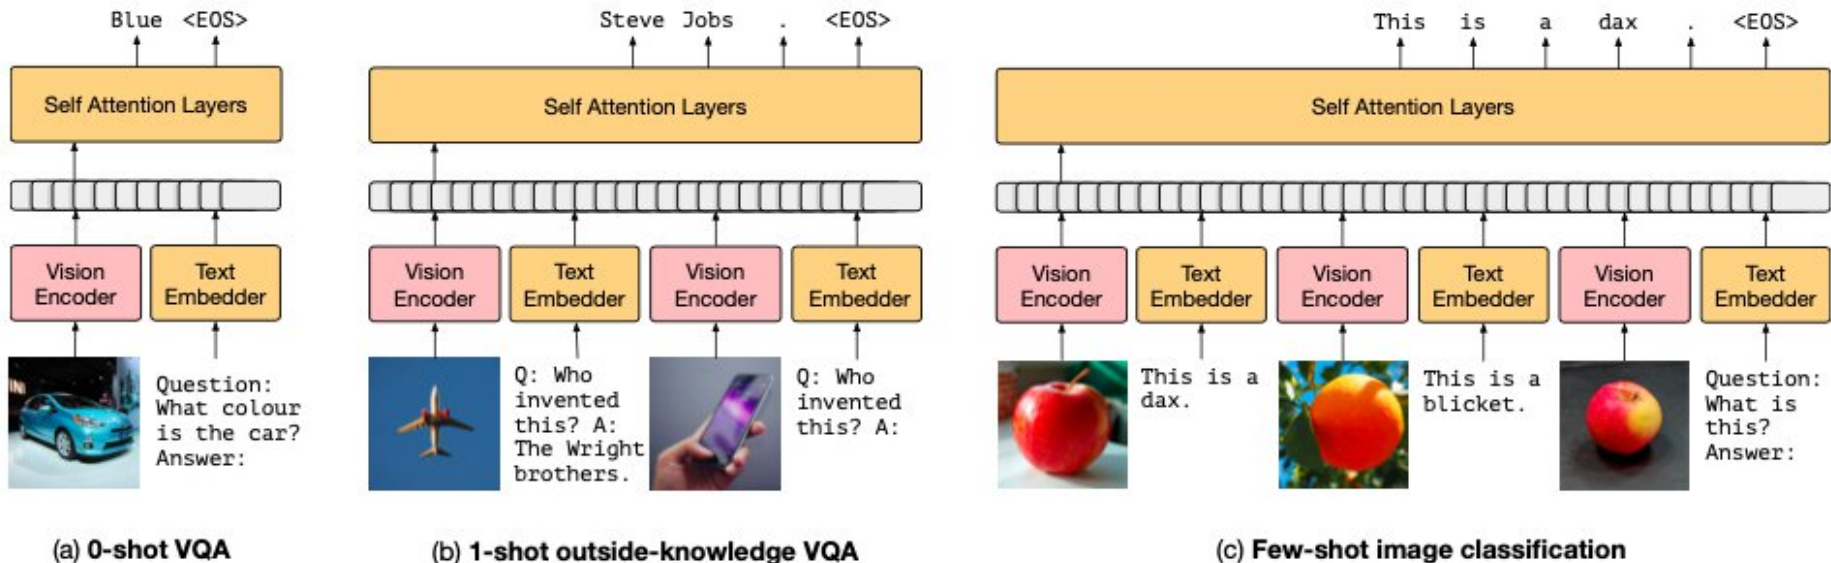 Blue <EOS>
Self Attention Layers
Vision
Encoder
Text
Embedder
Question:
What colour
is the car?
Answer:
(a) 0-shot VQA
Steve Jobs . <EOS>
Self Attention Layers
Vision
Encoder
Text
Embedder
Vision
Encoder
Text
Embedder
Q: Who
invented
this? A:
The Wright
brothers.
Q: Who
invented
this? A:
(b) 1-shot outside-knowledge VQA
This is a dax . <EOS>
Self Attention Layers
Vision
Encoder
Text
Embedder
Vision
Encoder
Text
Embedder
Vision
Encoder
Text
Embedder
This is a
dax.
This is a
blicket.
Question:
What is
this?
Answer:
(c) Few-shot image classification